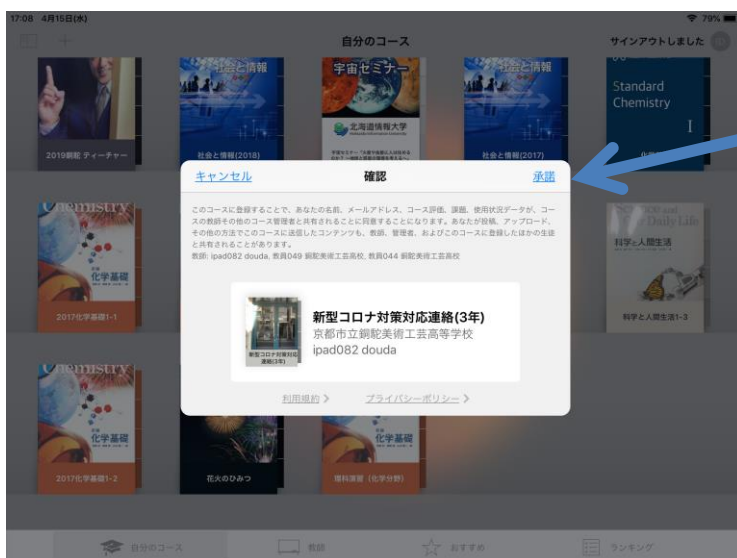 17:08 4月15日(水)
79%
自分のコース
サインアウトしました
社会と情報
宇宙セミナー
社会と情報
Standard
Chemistry
I
北海道情報大学
2019銅駝 ティーチャー
社会と情報(2018)
社会と情報(2017)
キャンセル
確認
承諾
このコースに登録することで、あなたの名前、メールアドレス、コース評価、課題、使用状況データが、コー
スの教師その他のコース管理者と共有されることに同意することになります。あなたが投稿、アップロード、
その他の方法でこのコースに送信したコンテンツも、教師、管理者、およびこのコースに登録したほかの生徒
と共有されることがあります。
教師: ipad082 douda, 教員049 銅駝美術工芸高校, 教員044 銅駝美術工芸高校
新型コロナ対策対応連絡(3年)
京都市立銅駝美術工芸高等学校
ipad082 douda
新型コロナ対策対応
連絡(3年)
利用規約
プライバシーポリシー
化学基礎
2017化学基礎1-1
Daily Life
科学と人間生活
科学と人間生活1-3
化学基礎
2017化学基礎1-2
花火のひみつ
化学基礎
理科演習（化学分野）
自分のコース
教師
おすすめ
ランキング